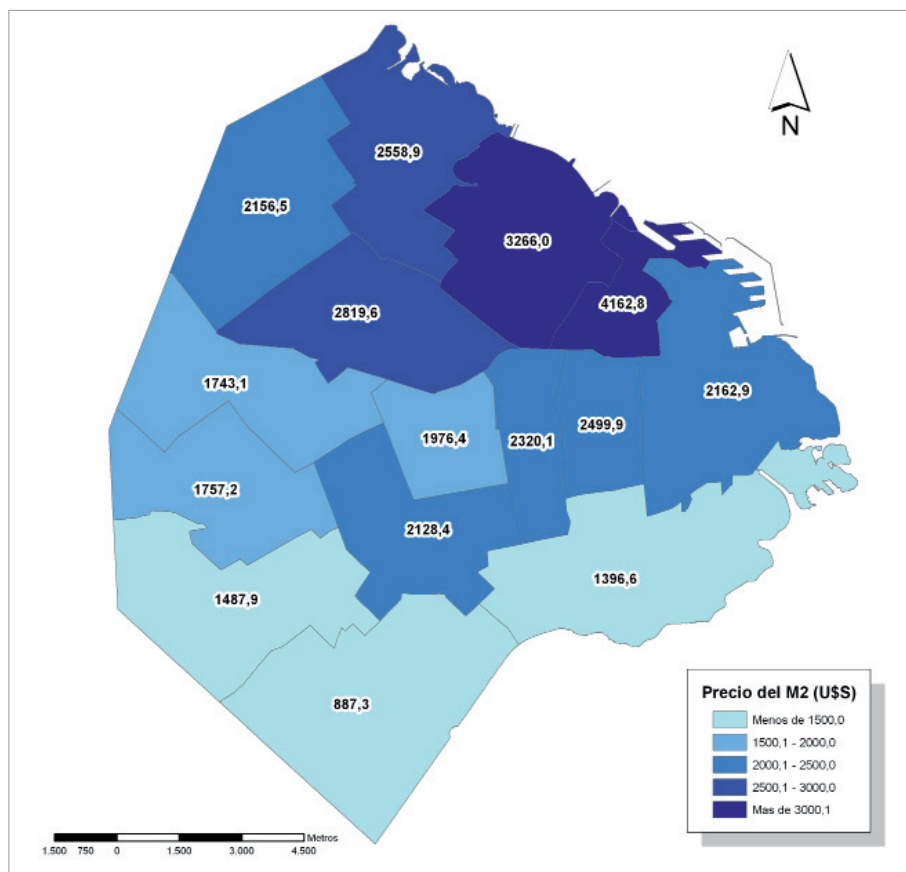 N
2558,9
2156,5
3266,0
4162,8
2819,6
1743,1
2162,9
1976,4
2320,1
2499,9
1757,2
2128,4
1487,9
1396,6
887,3
Precio del M2 (U$S)
Menos de 1500,0
1500,1 - 2000,0
2000,1 - 2500,0
2500,1 - 3000,0
Mas de 3000,1
Metros
1.500 750 0 1.500 3.000 4.500